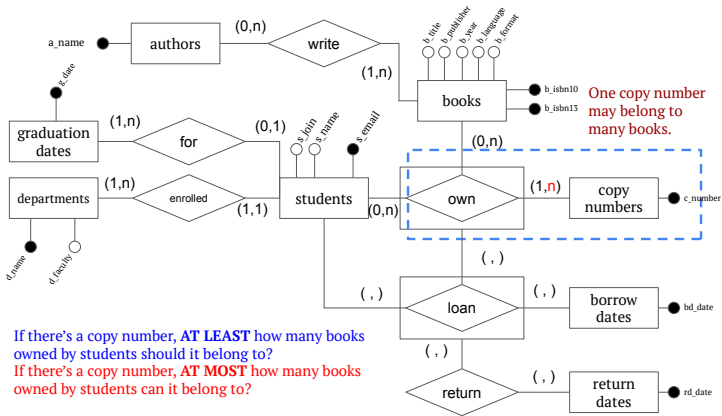 a_name
authors
(0,n)
write
(1,n)
b_title
b_publisher
b_year
b_language
b_format
books
b_isbn10
b_isbn13
One copy number
may belong to
many books.
g_date
graduation
dates
(1,n)
for
(0,1)
s_join
s_name
s_email
(0,n)
departments
(1,n)
enrolled
(1,1)
students
(0,n)
own
(1,n)
copy
numbers
c_number
d_name
d_faculty
( , )
( , )
loan
( , )
borrow
dates
bd_date
If there's a copy number, AT LEAST how many books
owned by students should it belong to?
If there's a copy number, AT MOST how many books
owned by students can it belong to?
( , )
return
( , )
return
dates
rd_date